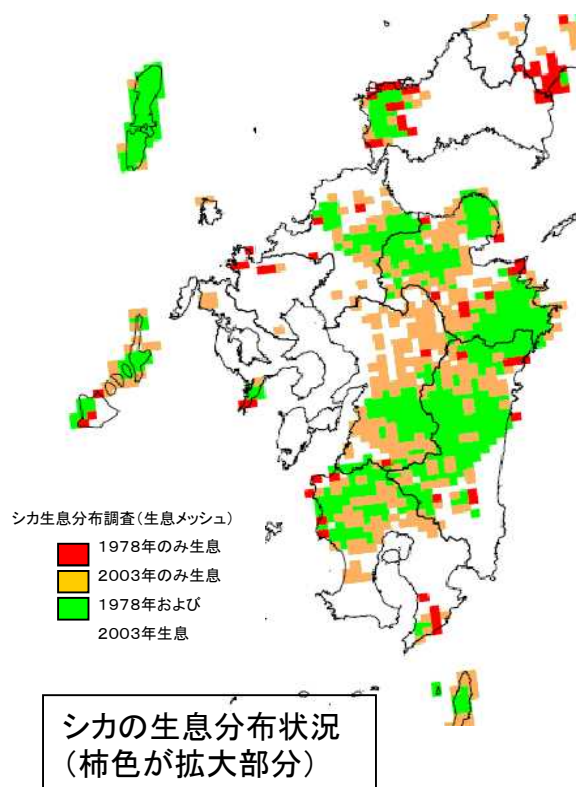 シカ生息分布調査（生息メッシュ）
1978年のみ生息
2003年のみ生息
1978年および
2003年生息
シカの生息分布状況
（柿色が拡大部分）